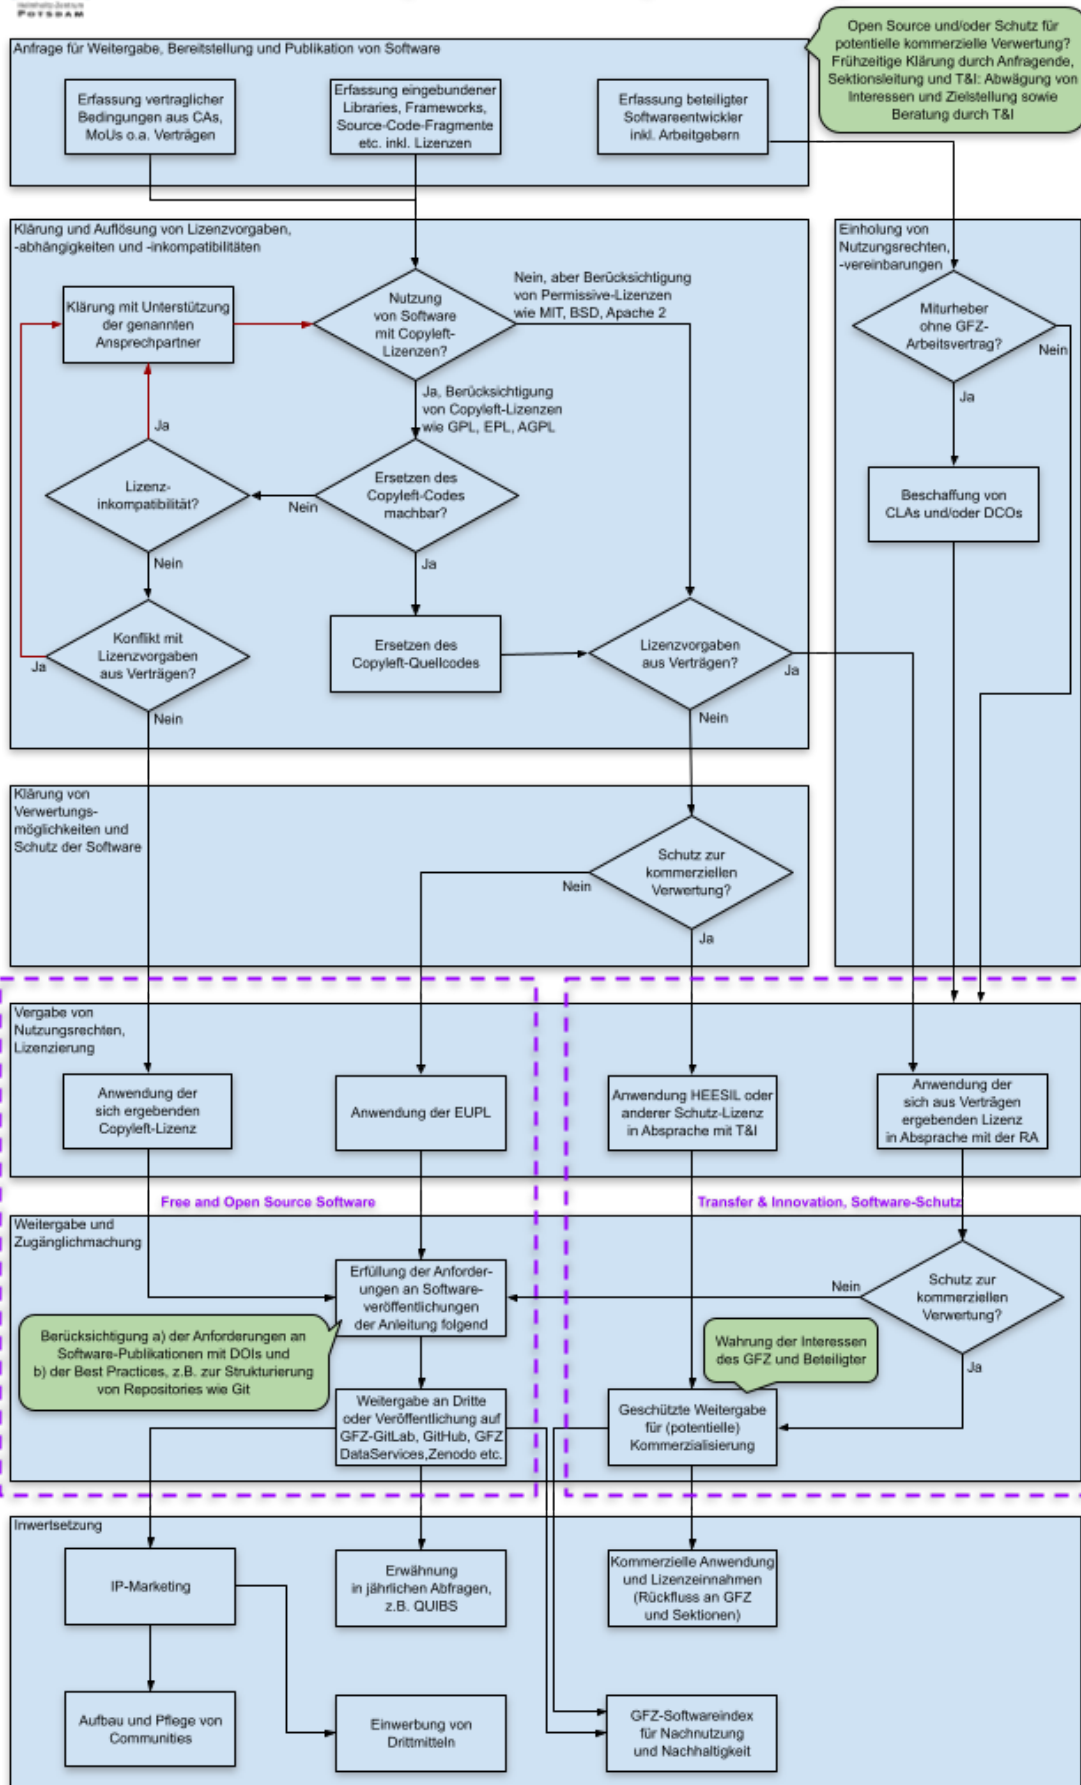 Helmholtz-Zentrum
POTSDAM
Open Source und/oder Schutz für
potentielle kommerzielle Verwertung?
Frühzeitige Klärung durch Anfragende,
Sektionsleitung und T&I: Abwägung von
Interessen und Zielstellung sowie
Beratung durch T&I
Anfrage für Weitergabe, Bereitstellung und Publikation von Software
Erfassung vertraglicher
Bedingungen aus CAs,
MoUs o.a. Verträgen
Erfassung eingebundener
Libraries, Frameworks,
Source-Code-Fragmente
etc. inkl. Lizenzen
Erfassung beteiligter
Softwareentwickler
inkl. Arbeitgebern
Klärung und Auflösung von Lizenzvorgaben,
-abhängigkeiten und -inkompatibilitäten
Einholung von
Nutzungsrechten,
-vereinbarungen
Klärung mit Unterstützung
der genannten
Ansprechpartner
Nutzung
von Software
mit Copyleft-
Lizenzen?
Nein, aber Berücksichtigung
von Permissive-Lizenzen
wie MIT, BSD, Apache 2
Miturheber
ohne GFZ-
Arbeitsvertrag?
Nein
Ja
Ja, Berücksichtigung
von Copyleft-Lizenzen
wie GPL, EPL, AGPL
Ja
Lizenz-
inkompatibilität?
Nein
Ersetzen des
Copyleft-Codes
machbar?
Beschaffung von
CLAs und/oder DCOs
Nein
Ja
Konflikt mit
Lizenzvorgaben
aus Verträgen?
Ja
Ersetzen des
Copyleft-Quellcodes
Lizenzvorgaben
aus Verträgen?
Ja
Nein
Nein
Klärung von
Verwertungs-
möglichkeiten und
Schutz der Software
Schutz zur
kommerziellen
Verwertung?
Nein
Ja
Vergabe von
Nutzungsrechten,
Lizenzierung
Anwendung der
sich ergebenden
Copyleft-Lizenz
Anwendung der EUPL
Anwendung HEESIL oder
anderer Schutz-Lizenz
in Absprache mit T&I
Anwendung der
sich aus Verträgen
ergebenden Lizenz
in Absprache mit der RA
Free and Open Source Software
Transfer & Innovation, Software-Schutz
Weitergabe und
Zugänglichmachung
Erfüllung der Anforder-
ungen an Software-
veröffentlichungen
der Anleitung folgend
Nein
Schutz zur
kommerziellen
Verwertung?
Ja
Berücksichtigung a) der Anforderungen an
Software-Publikationen mit DOIs und
b) der Best Practices, z.B. zur Strukturierung
von Repositories wie Git
Wahrung der Interessen
des GFZ und Beteiligter
Weitergabe an Dritte
oder Veröffentlichung auf
GFZ-GitLab, GitHub, GFZ
DataServices,Zenodo etc.
Geschützte Weitergabe
für (potentielle)
Kommerzialisierung
Inwertsetzung
IP-Marketing
Erwähnung
in jährlichen Abfragen,
z.B. QUIBS
Kommerzielle Anwendung
und Lizenzeinnahmen
(Rückfluss an GFZ
und Sektionen)
Aufbau und Pflege von
Communities
Einwerbung von
Drittmitteln
GFZ-Softwareindex
für Nachnutzung
und Nachhaltigkeit